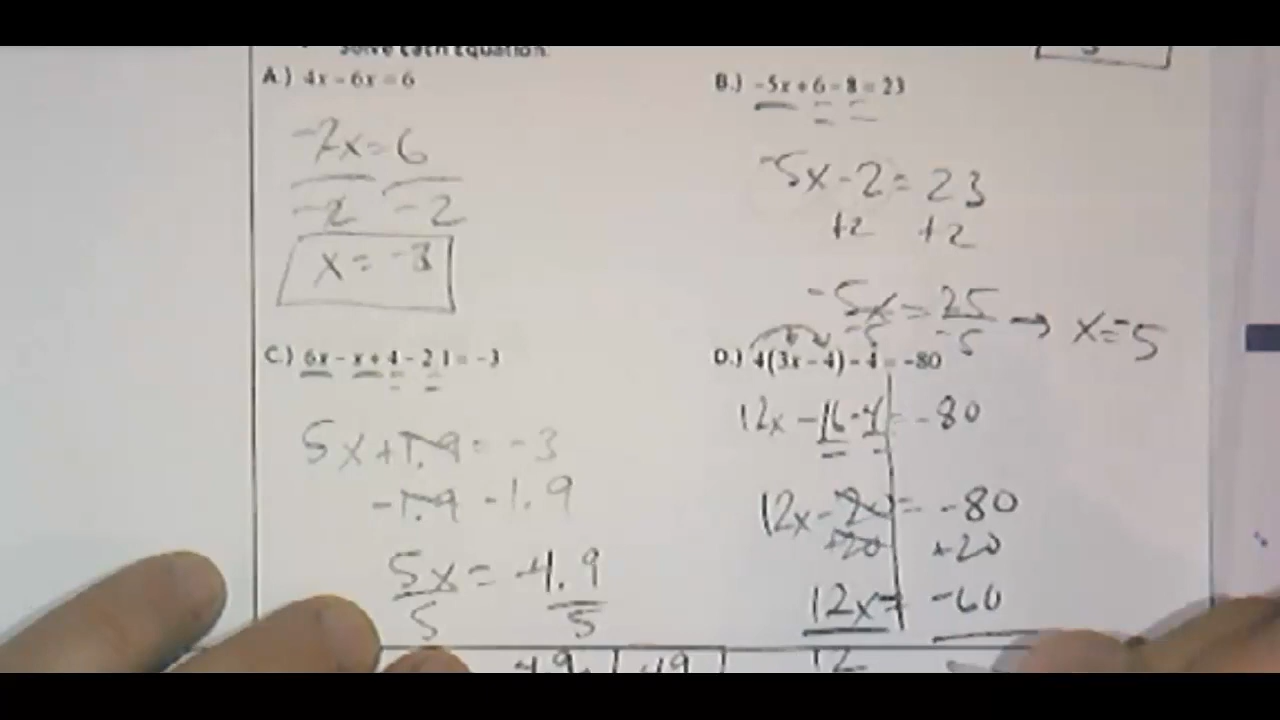 Solve Each Equation.
A.) 4x - 6x = 6
-2x = 6
-2 -2
x = -3
B.) -5x + 6 - 8 = 23
-5x - 2 = 23
+2 +2
-5x = 25 → x = -5
-5 -5
C.) 6x - x + 4 - 2.1 = -3
5x + 1.9 = -3
-1.9 -1.9
5x = -4.9
5 5
D.) 4(3x - 4) - 4 = -80
12x - 16 - 4 = -80
12x - 20 = -80
+20 +20
12x = -60
12